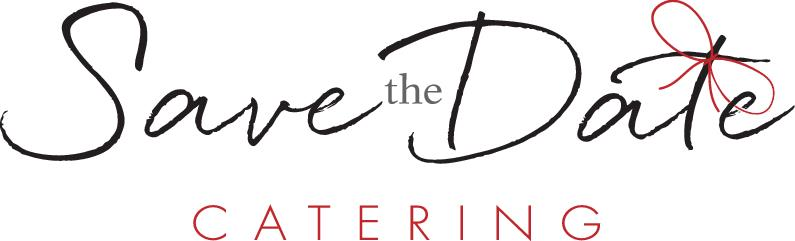 Save the Date
CATERING